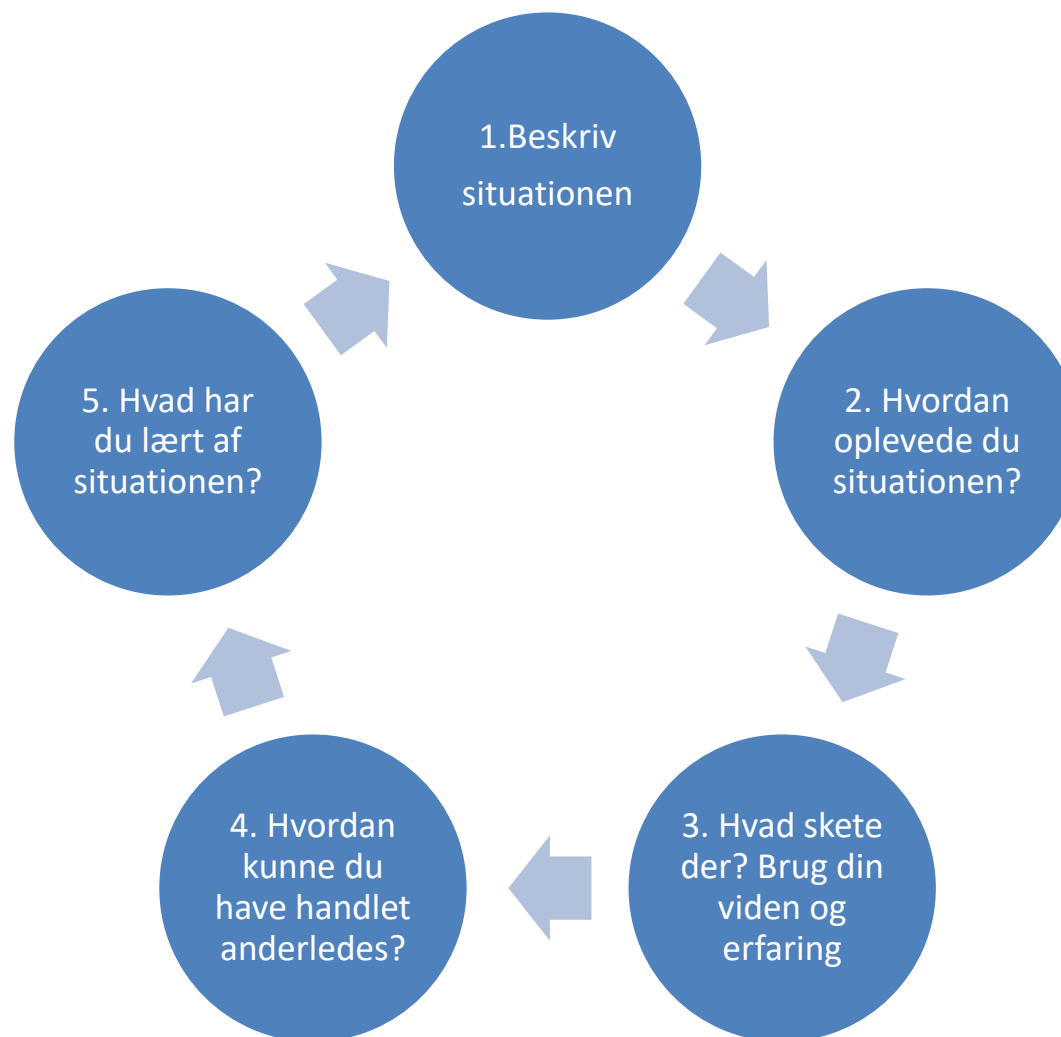 1.Beskriv
situationen
2. Hvordan
oplevede du
situationen?
3. Hvad skete
der? Brug din
viden og
erfaring
4. Hvordan
kunne du
have handlet
anderledes?
5. Hvad har
du lært af
situationen?